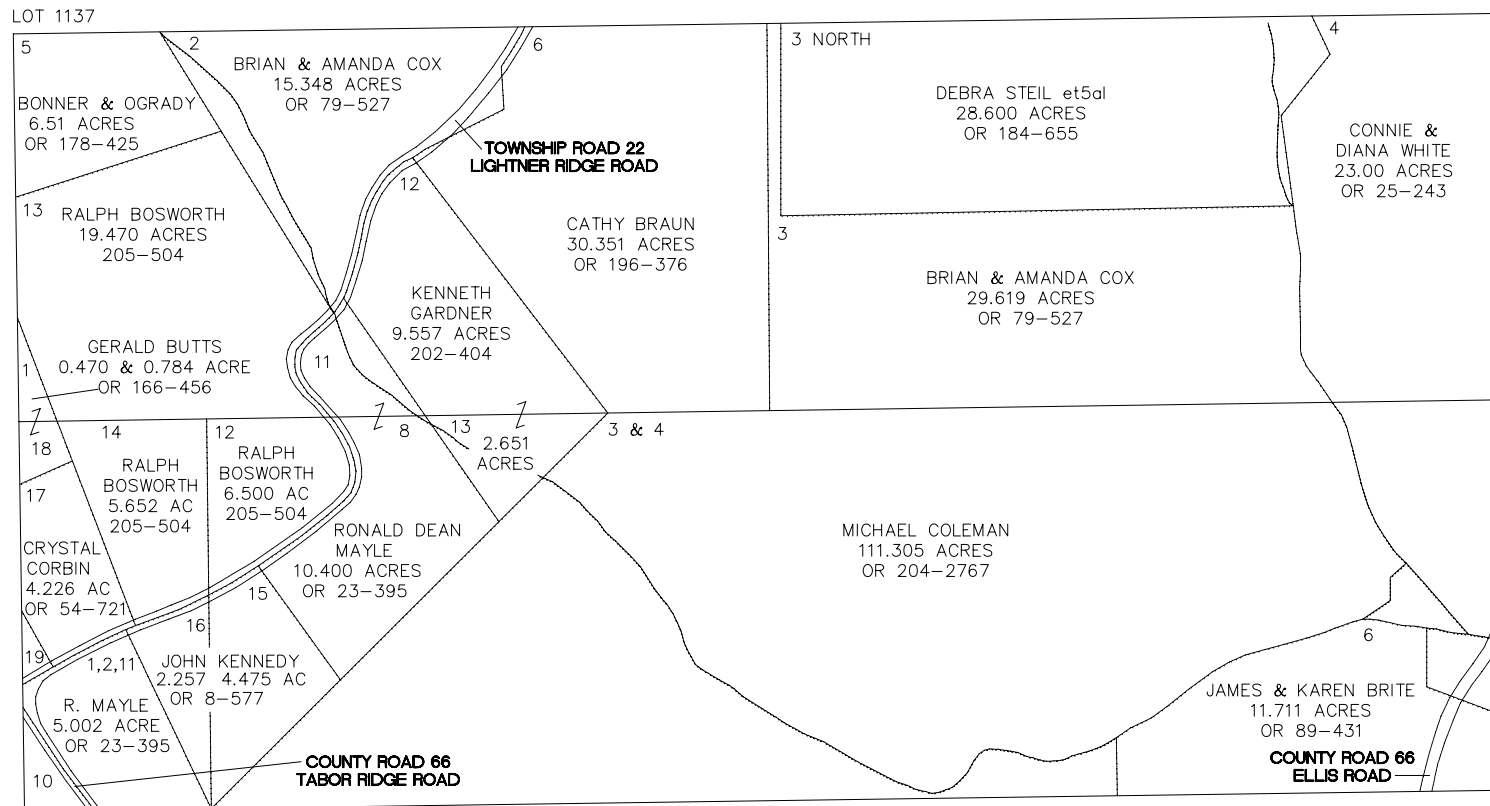 LOT 1137
5
2
BRIAN & AMANDA COX
15.348 ACRES
OR 79-527
6
3 NORTH
4
BONNER & OGRADY
6.51 ACRES
OR 178-425
DEBRA STEIL et5al
28.600 ACRES
OR 184-655
CONNIE &
DIANA WHITE
23.00 ACRES
OR 25-243
TOWNSHIP ROAD 22
LIGHTNER RIDGE ROAD
12
13
RALPH BOSWORTH
19.470 ACRES
205-504
CATHY BRAUN
30.351 ACRES
OR 196-376
3
BRIAN & AMANDA COX
29.619 ACRES
OR 79-527
KENNETH
GARDNER
9.557 ACRES
202-404
GERALD BUTTS
0.470 & 0.784 ACRE
OR 166-456
1
11
18
14
12
8
13
2.651
ACRES
3 & 4
RALPH
BOSWORTH
5.652 AC
205-504
RALPH
BOSWORTH
6.500 AC
205-504
17
CRYSTAL
CORBIN
4.226 AC
OR 54-721
RONALD DEAN
MAYLE
10.400 ACRES
OR 23-395
MICHAEL COLEMAN
111.305 ACRES
OR 204-2767
15
16
19
1,2,11
JOHN KENNEDY
2.257 4.475 AC
OR 8-577
R. MAYLE
5.002 ACRE
OR 23-395
6
JAMES & KAREN BRITE
11.711 ACRES
OR 89-431
10
COUNTY ROAD 66
TABOR RIDGE ROAD
COUNTY ROAD 66
ELLIS ROAD